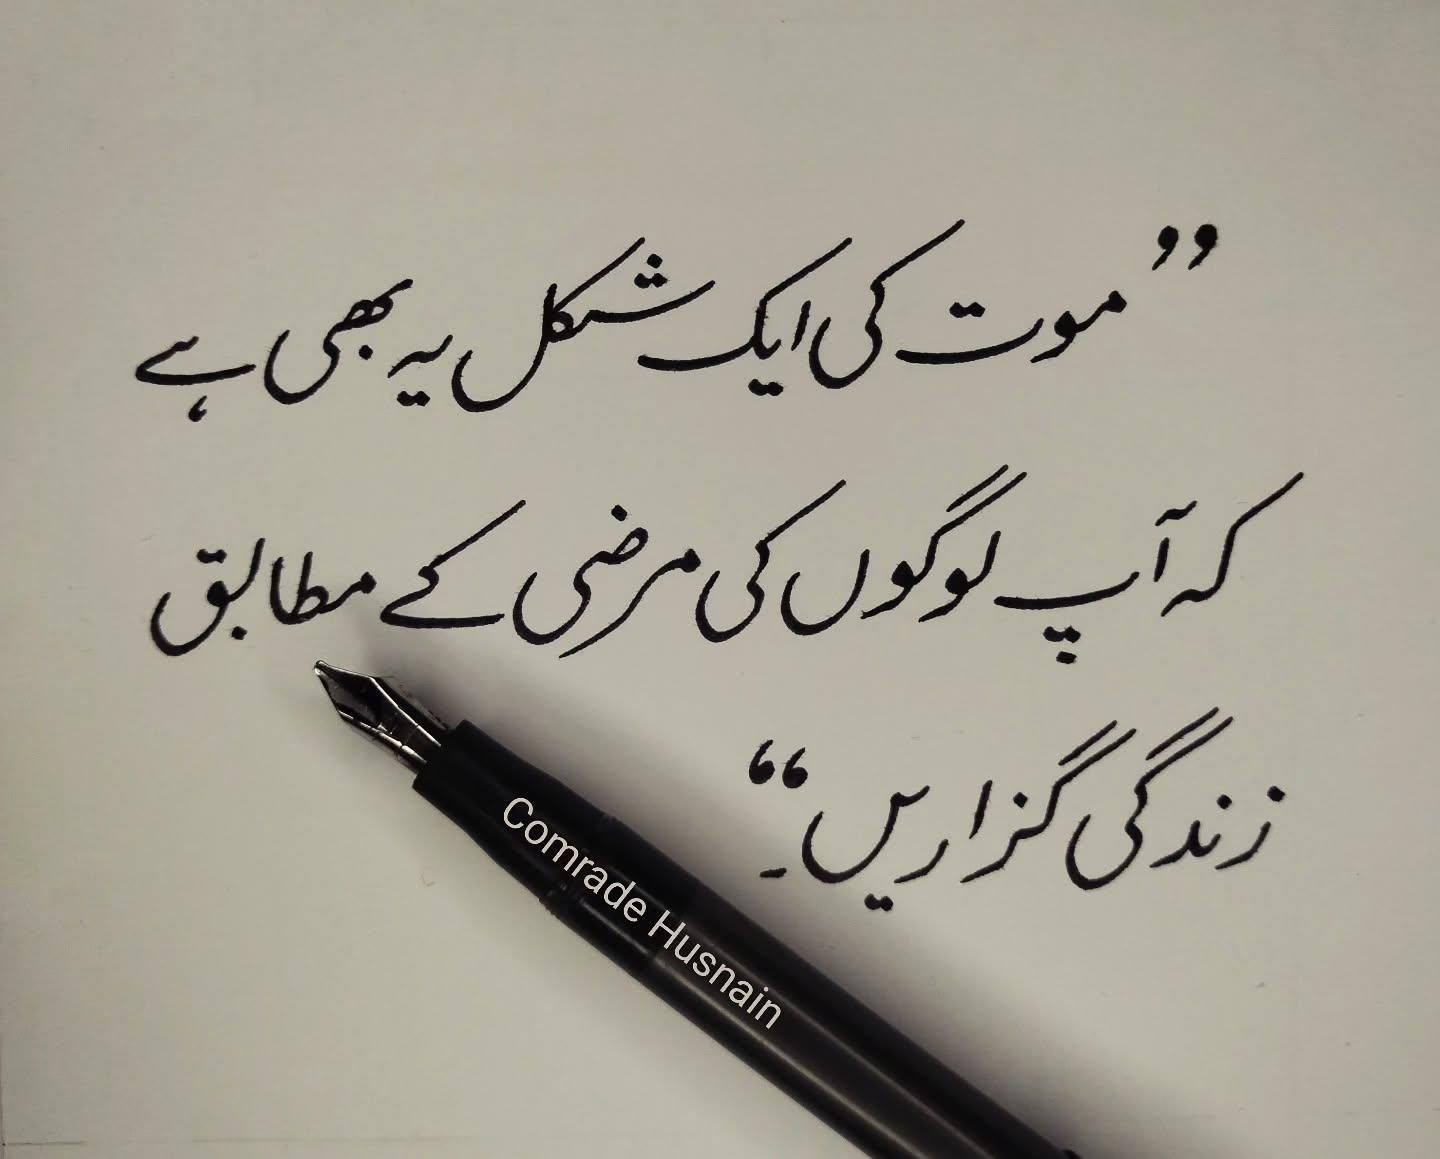 ”موت کی ایک شکل یہ بھی ہے
کہ آپ لوگوں کی مرضی کے مطابق
زندگی گزاریں۔“
Comrade Husnain